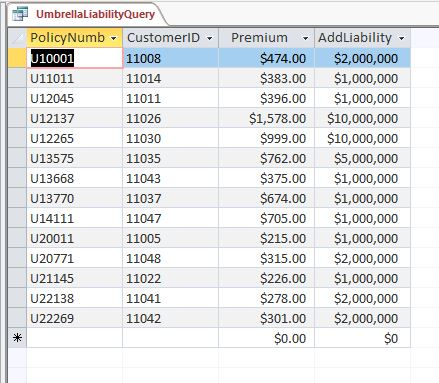 UmbrellaLiabilityQuery
PolicyNumb CustomerID Premium AddLiability
U10001 11008 $474.00 $2,000,000
U11011 11014 $383.00 $1,000,000
U12045 11011 $396.00 $1,000,000
U12137 11026 $1,578.00 $10,000,000
U12265 11030 $999.00 $10,000,000
U13575 11035 $762.00 $5,000,000
U13668 11043 $375.00 $1,000,000
U13770 11037 $674.00 $1,000,000
U14111 11047 $705.00 $1,000,000
U20011 11005 $215.00 $1,000,000
U20771 11048 $315.00 $2,000,000
U21145 11022 $226.00 $1,000,000
U22138 11041 $278.00 $2,000,000
U22269 11042 $301.00 $2,000,000
* $0.00 $0